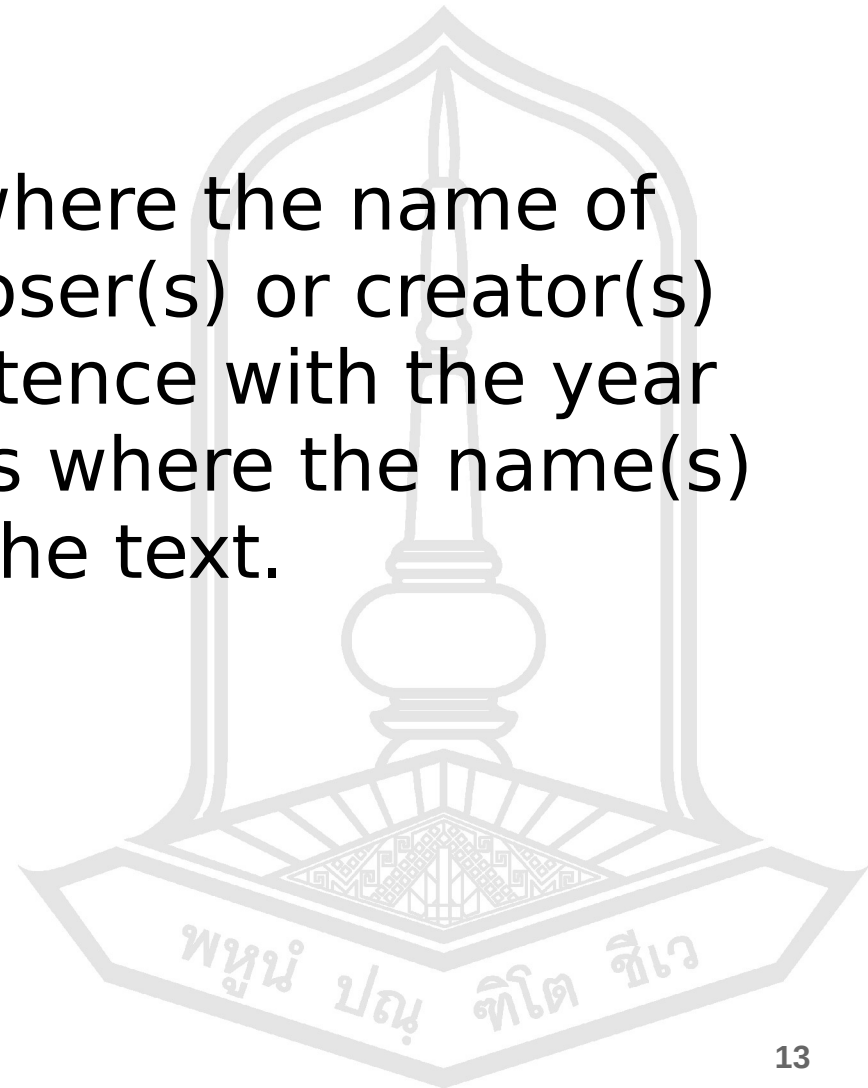 where the name of
oser(s) or creator(s)
tence with the year
s where the name(s)
he text.
พหูนํ ปณฺ ฑิโต ชีเว
13